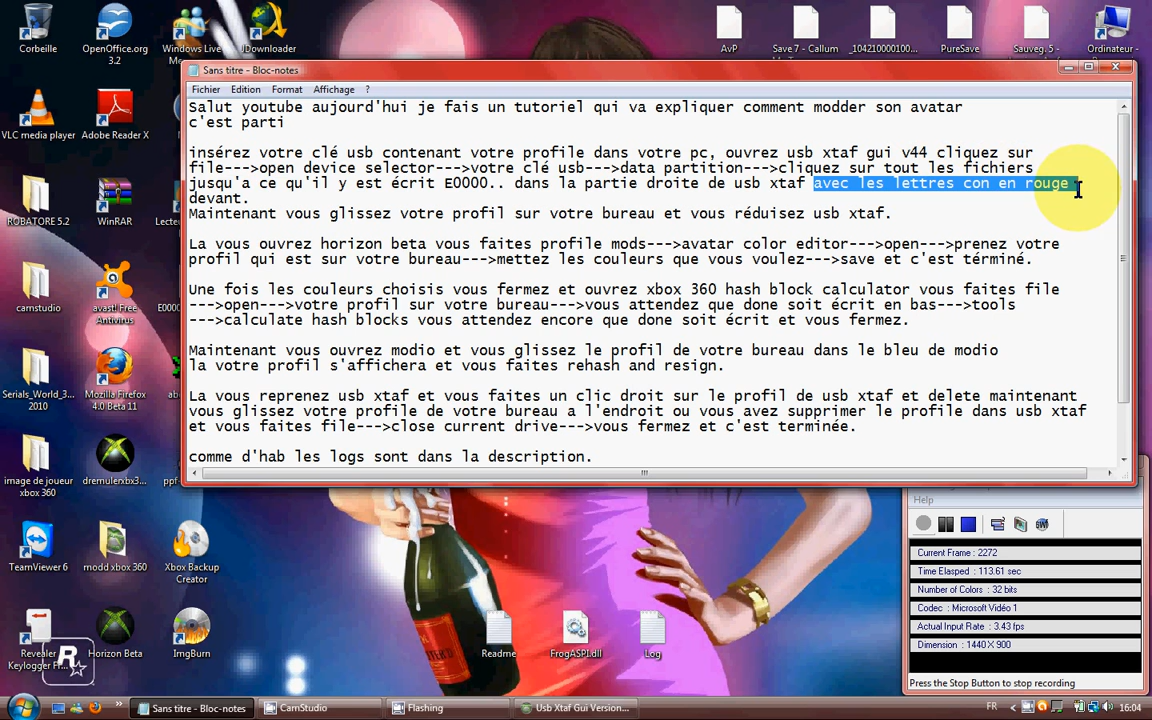 Corbeille
OpenOffice.org 3.2
Windows Live
JDownloader
AvP
Save 7 - Callum
_104210000100...
PureSave
Sauveg. 5 -
Ordinateur -
VLC media player
Adobe Reader X
ROBATORE 5.2
WinRAR
camstudio
avast! Free Antivirus
Serials_World_3... 2010
Mozilla Firefox 4.0 Beta 11
image de joueur xbox 360
dremulerxbx3...
TeamViewer 6
modd xbox 360
Xbox Backup Creator
Revealer Keylogger Fr...
Horizon Beta
ImgBurn
Readme
FrogASPI.dll
Log
Sans titre - Bloc-notes
Fichier Edition Format Affichage ?
Salut youtube aujourd'hui je fais un tutoriel qui va expliquer comment modder son avatar
c'est parti
insérez votre clé usb contenant votre profile dans votre pc, ouvrez usb xtaf gui v44 cliquez sur
file--->open device selector--->votre clé usb--->data partition--->cliquez sur tout les fichiers
jusqu'a ce qu'il y est écrit E0000.. dans la partie droite de usb xtaf avec les lettres con en rouge
devant.
Maintenant vous glissez votre profil sur votre bureau et vous réduisez usb xtaf.
La vous ouvrez horizon beta vous faites profile mods--->avatar color editor--->open--->prenez votre
profil qui est sur votre bureau--->mettez les couleurs que vous voulez--->save et c'est términé.
Une fois les couleurs choisis vous fermez et ouvrez xbox 360 hash block calculator vous faites file
--->open--->votre profil sur votre bureau--->vous attendez que done soit écrit en bas--->tools
--->calculate hash blocks vous attendez encore que done soit écrit et vous fermez.
Maintenant vous ouvrez modio et vous glissez le profil de votre bureau dans le bleu de modio
la votre profil s'affichera et vous faites rehash and resign.
La vous reprenez usb xtaf et vous faites un clic droit sur le profil de usb xtaf et delete maintenant
vous glissez votre profile de votre bureau a l'endroit ou vous avez supprimer le profile dans usb xtaf
et vous faites file--->close current drive--->vous fermez et c'est terminée.
comme d'hab les logs sont dans la description.
Help
Current Frame : 2272
Time Elasped : 113.61 sec
Number of Colors : 32 bits
Codec : Microsoft Vidéo 1
Actual Input Rate : 3.43 fps
Dimension : 1440 X 900
Press the Stop Button to stop recording
Sans titre - Bloc-notes
CamStudio
Flashing
Usb Xtaf Gui Version...
FR
16:04